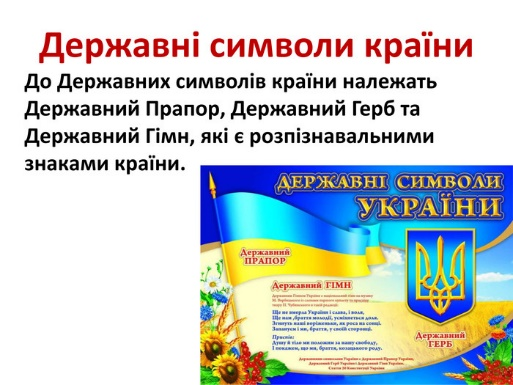 Державні символи країни
До Державних символів країни належать
Державний Прапор, Державний Герб та
Державний Гімн, які є розпізнавальними
знаками країни.
ДЕРЖАВНІ СИМВОЛИ
УКРАЇНИ
Державний
ПРАПОР
Державний ГІМН
Ще не вмерла України і слава, і воля,
Ще нам, браття молодії, усміхнеться доля.
Згинуть наші воріженьки, як роса на сонці.
Запануєм і ми, браття, у своїй сторонці.
Приспів:
Душу й тіло ми положим за нашу свободу,
І покажем, що ми, браття, козацького роду.
Державний
ГЕРБ